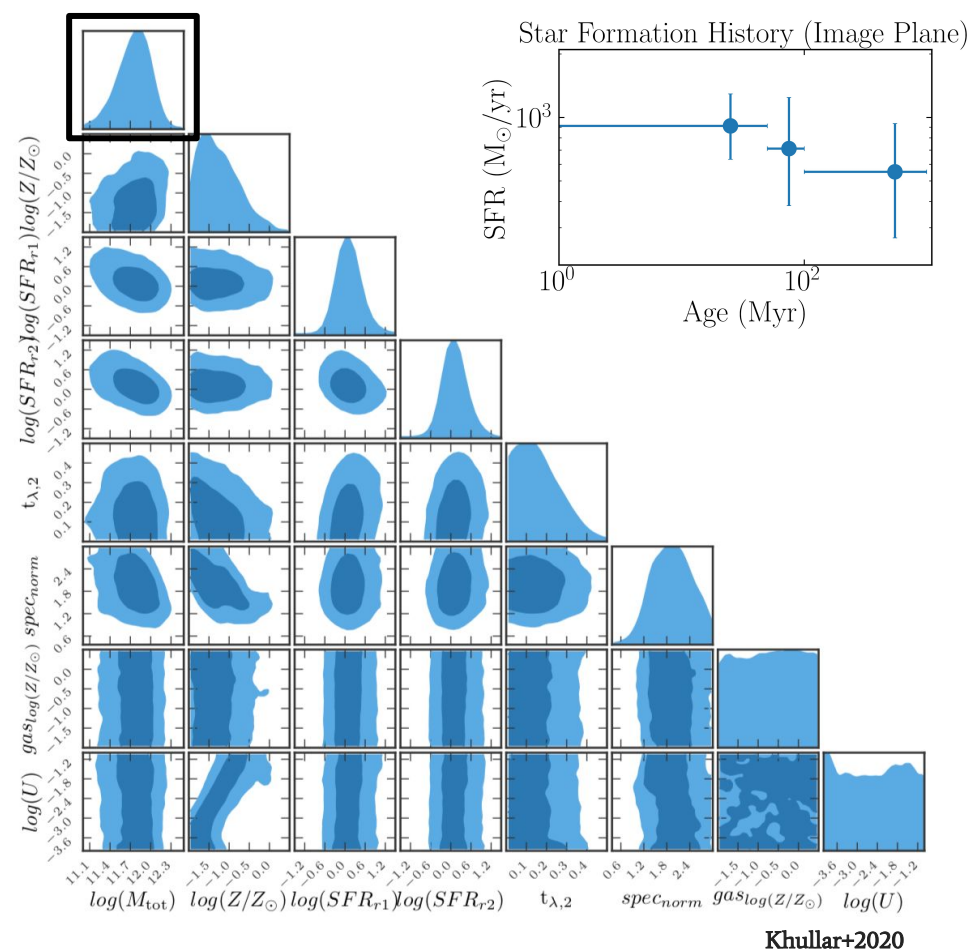 Star Formation History (Image Plane)
SFR (M⊙/yr)
10³
10⁰ 10²
Age (Myr)
log(Z/Z⊙)
0.0
−0.5
−1.0
−1.5
log(SFR_r1)
1.2
0.6
0.0
−0.6
−1.2
log(SFR_r2)
1.2
0.6
0.0
−0.6
−1.2
t_λ,2
0.4
0.3
0.2
0.1
spec_norm
2.4
1.8
1.2
0.6
gas_log(Z/Z⊙)
0.0
−0.5
−1.0
−1.5
log(U)
−1.2
−1.8
−2.4
−3.0
−3.6
11.1 11.4 11.7 12.0 12.3 −1.5 −1.0 −0.5 0.0 −1.2 −0.6 0.0 0.6 1.2 −1.2 −0.6 0.0 0.6 1.2 0.1 0.2 0.3 0.4 0.6 1.2 1.8 2.4 −1.5 −1.0 −0.5 0.0 −3.6 −3.0 −2.4 −1.8 −1.2
log(M_tot) log(Z/Z⊙) log(SFR_r1) log(SFR_r2) t_λ,2 spec_norm gas_log(Z/Z⊙) log(U)
Khullar+2020